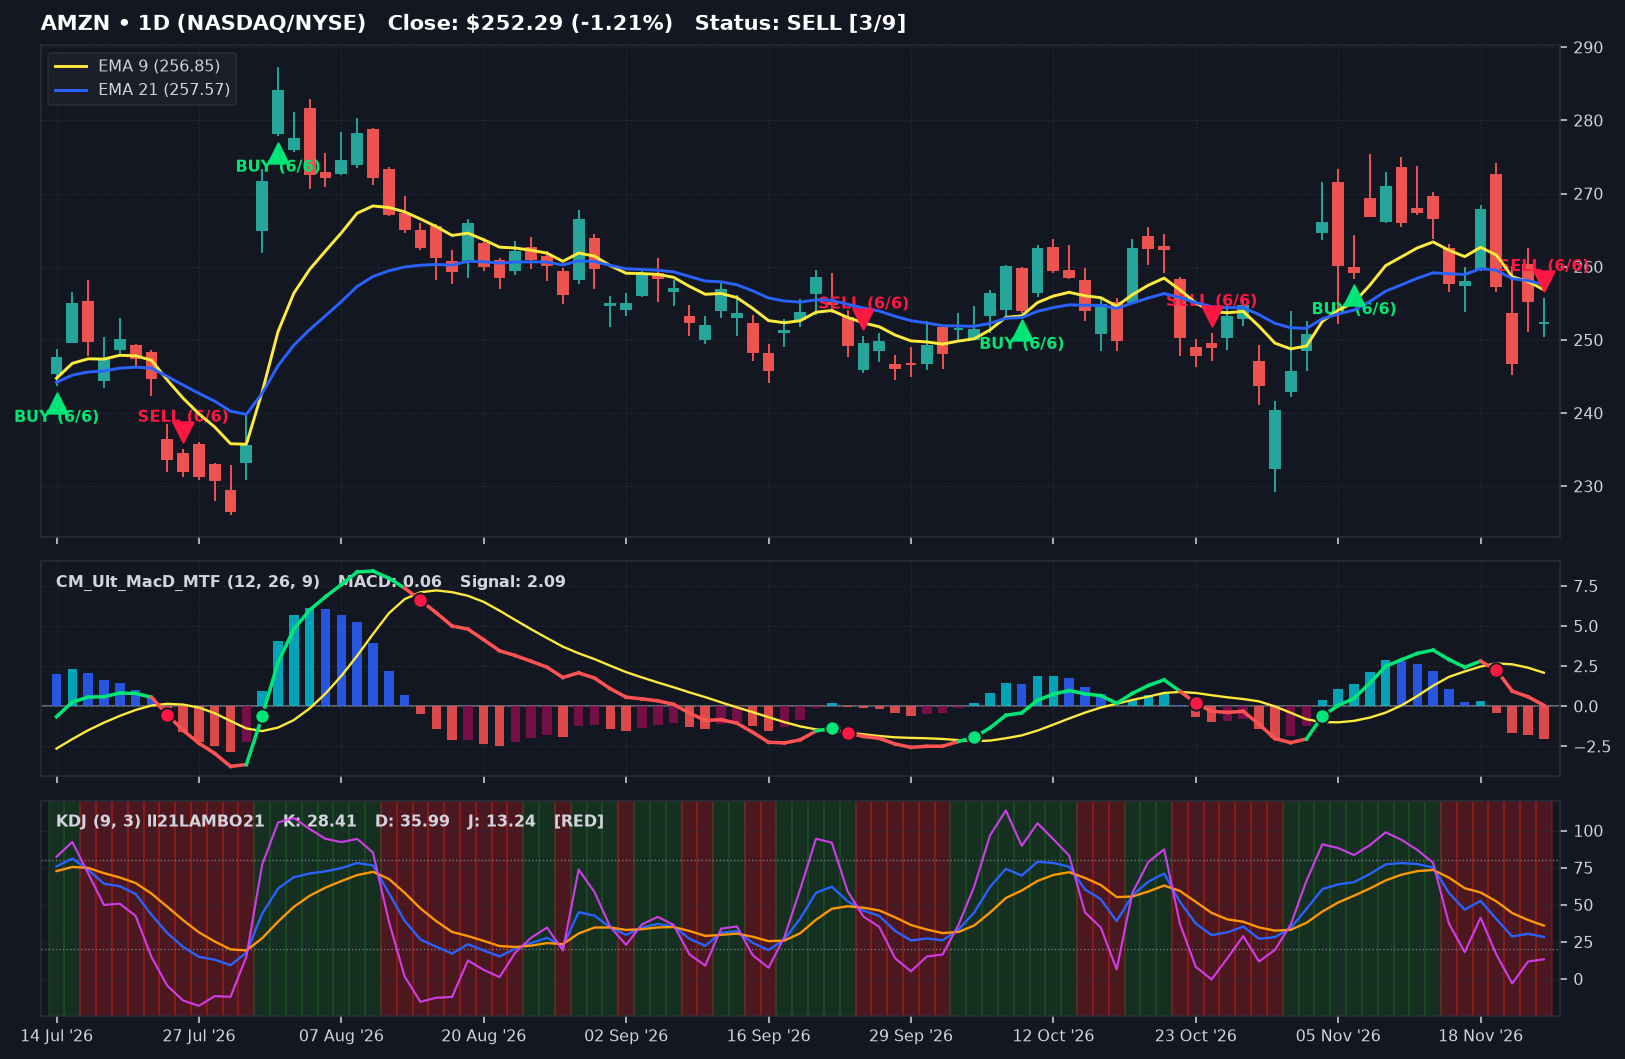 AMZN • 1D (NASDAQ/NYSE)   Close: $252.29 (-1.21%)   Status: SELL [3/9]
EMA 9 (256.85)
EMA 21 (257.57)
290
280
270
260
250
240
230
BUY (6/6)
SELL (6/6)
BUY (6/6)
SELL (6/6)
BUY (6/6)
SELL (6/6)
BUY (6/6)
SELL (6/6)
CM_Ult_MacD_MTF (12, 26, 9)   MACD: 0.06   Signal: 2.09
7.5
5.0
2.5
0.0
−2.5
KDJ (9, 3) II21LAMBO21   K: 28.41   D: 35.99   J: 13.24   [RED]
100
75
50
25
0
14 Jul '26
27 Jul '26
07 Aug '26
20 Aug '26
02 Sep '26
16 Sep '26
29 Sep '26
12 Oct '26
23 Oct '26
05 Nov '26
18 Nov '26